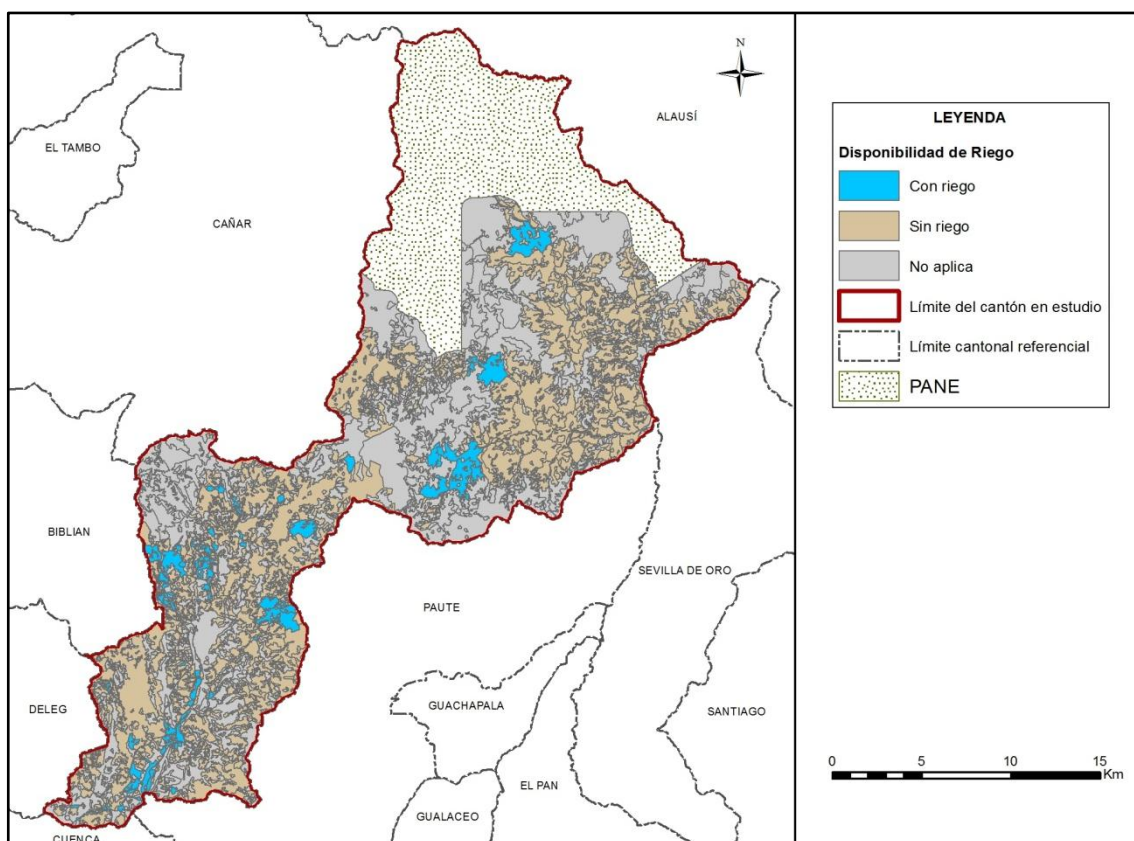 N
ALAUSÍ
EL TAMBO
CAÑAR
BIBLIAN
SEVILLA DE ORO
PAUTE
DELEG
GUACHAPALA
SANTIAGO
EL PAN
GUALACEO
CUENCA
LEYENDA
Disponibilidad de Riego
Con riego
Sin riego
No aplica
Límite del cantón en estudio
Límite cantonal referencial
PANE
0 5 10 15
Km